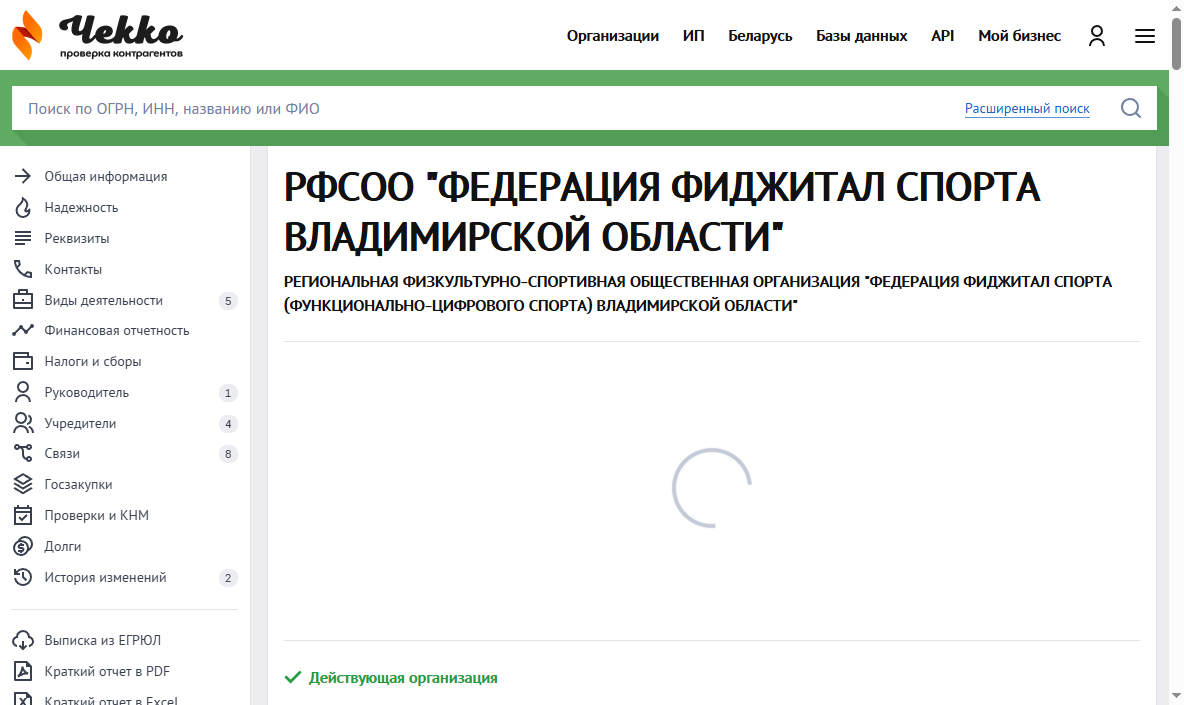 Чекко
проверка контрагентов
Организации ИП Беларусь Базы данных API Мой бизнес
Поиск по ОГРН, ИНН, названию или ФИО Расширенный поиск
Общая информация
Надежность
Реквизиты
Контакты
Виды деятельности 5
Финансовая отчетность
Налоги и сборы
Руководитель 1
Учредители 4
Связи 8
Госзакупки
Проверки и КНМ
Долги
История изменений 2
Выписка из ЕГРЮЛ
Краткий отчет в PDF
Краткий отчет в Excel
РФСОО "ФЕДЕРАЦИЯ ФИДЖИТАЛ СПОРТА
ВЛАДИМИРСКОЙ ОБЛАСТИ"
РЕГИОНАЛЬНАЯ ФИЗКУЛЬТУРНО-СПОРТИВНАЯ ОБЩЕСТВЕННАЯ ОРГАНИЗАЦИЯ "ФЕДЕРАЦИЯ ФИДЖИТАЛ СПОРТА
(ФУНКЦИОНАЛЬНО-ЦИФРОВОГО СПОРТА) ВЛАДИМИРСКОЙ ОБЛАСТИ"
Действующая организация